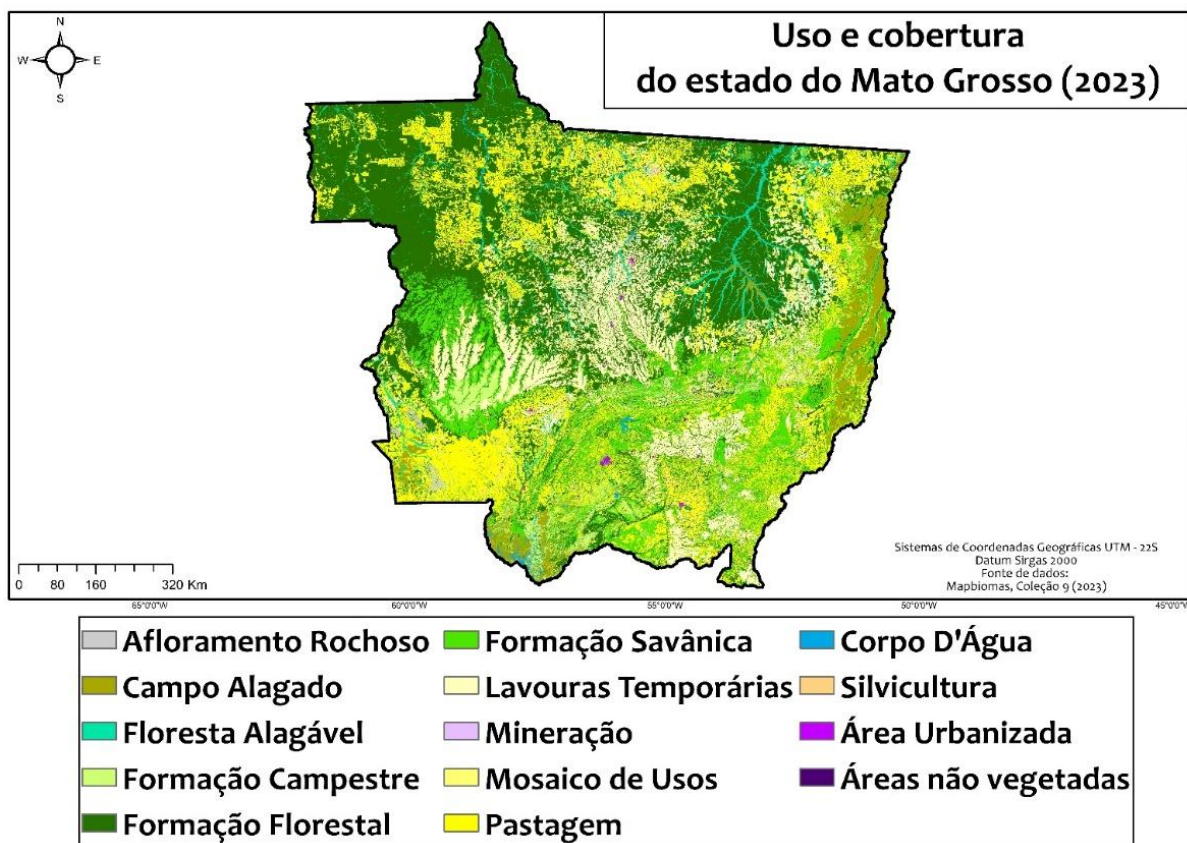 Uso e cobertura
do estado do Mato Grosso (2023)
N
W E
S
Sistemas de Coordenadas Geográficas UTM - 22S
Datum Sirgas 2000
Fonte de dados:
Mapbiomas, Coleção 9 (2023)
0 80 160 320 Km
65°0'0"W 60°0'0"W 55°0'0"W 50°0'0"W 45°0'0"W
Afloramento Rochoso
Campo Alagado
Floresta Alagável
Formação Campestre
Formação Florestal
Formação Savânica
Lavouras Temporárias
Mineração
Mosaico de Usos
Pastagem
Corpo D'Água
Silvicultura
Área Urbanizada
Áreas não vegetadas